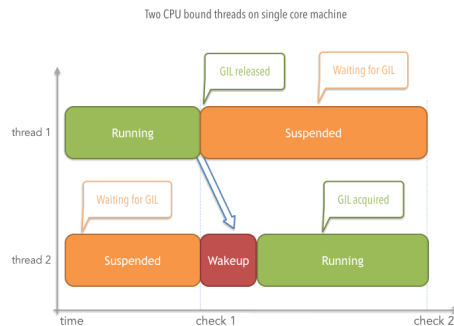 Two CPU bound threads on single core machine
GIL released
Waiting for GIL
thread 1
Running
Suspended
Waiting for GIL
GIL acquired
thread 2
Suspended
Wakeup
Running
time
check 1
check 2